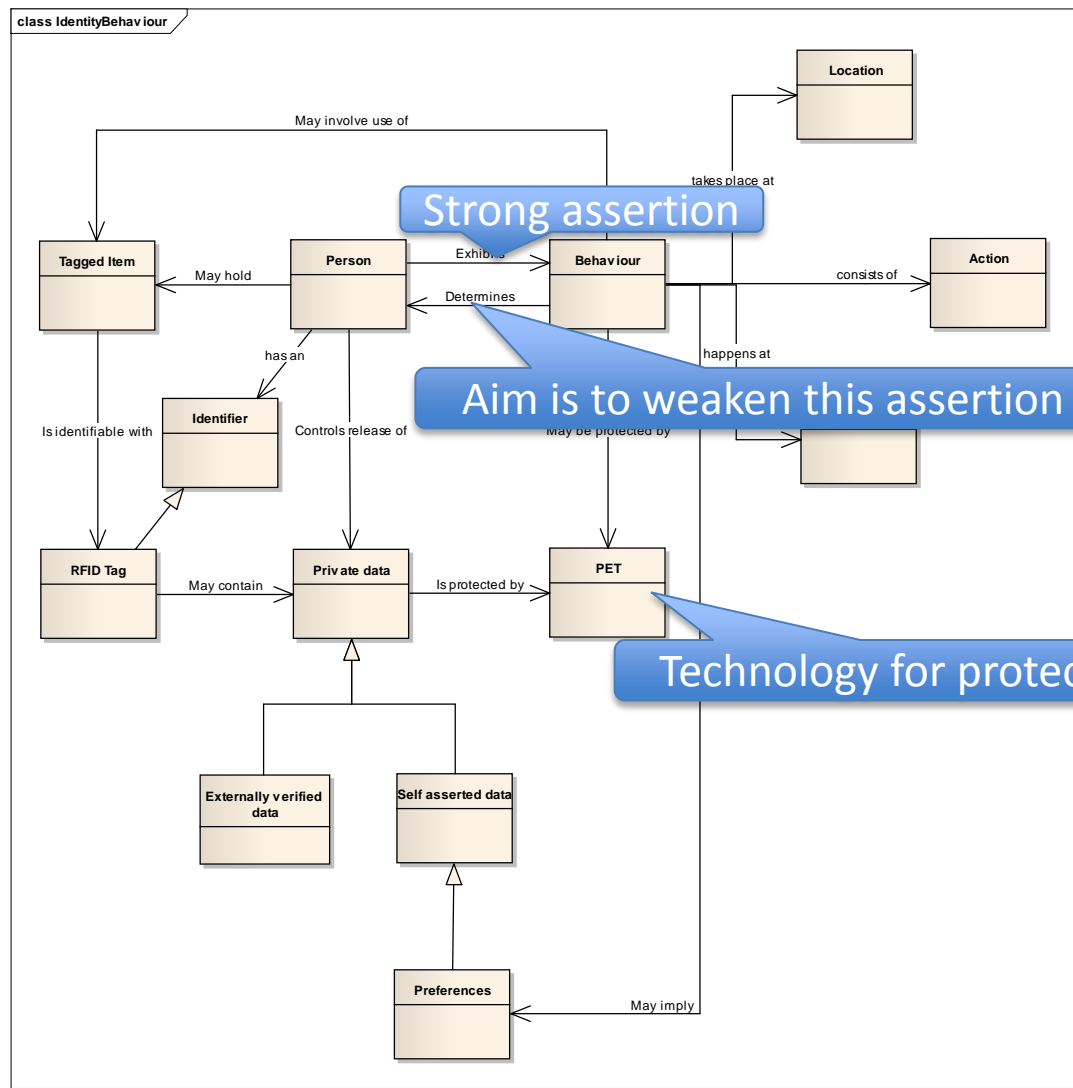 class IdentityBehaviour
Location
May involve use of
takes place at
Strong assertion
Tagged Item
Person
Exhibits
Behaviour
Action
May hold
consists of
Determines
has an
happens at
Aim is to weaken this assertion
Identifier
Is identifiable with
Controls release of
May be protected by
RFID Tag
Private data
PET
May contain
Is protected by
Technology for protec
Externally verified
data
Self asserted data
Preferences
May imply